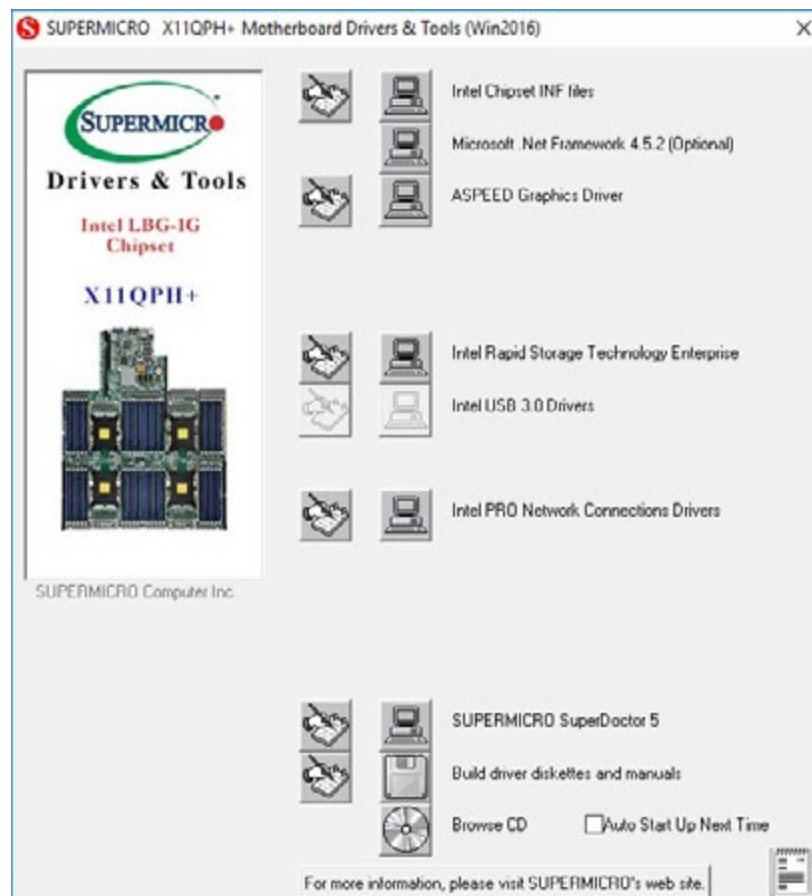 SUPERMICRO X11QPH+ Motherboard Drivers & Tools (Win2016)
SUPERMICRO
Drivers & Tools
Intel LBG-1G
Chipset
X11QPH+
SUPERMICRO Computer Inc.
Intel Chipset INF files
Microsoft .Net Framework 4.5.2 (Optional)
ASPEED Graphics Driver
Intel Rapid Storage Technology Enterprise
Intel USB 3.0 Drivers
Intel PRO Network Connections Drivers
SUPERMICRO SuperDoctor 5
Build driver diskettes and manuals
Browse CD
Auto Start Up Next Time
For more information, please visit SUPERMICRO's web site.